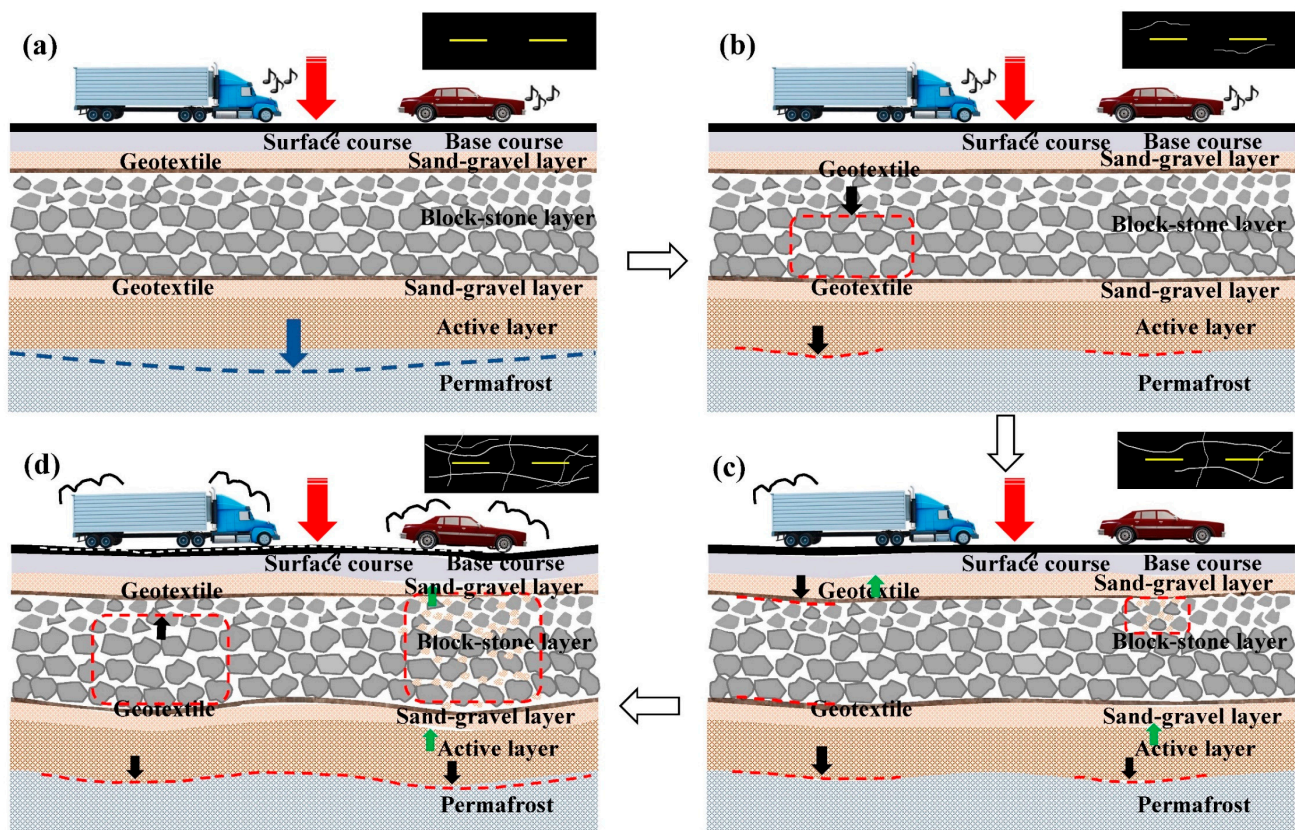 (a)
Surface course
Base course
Geotextile
Sand-gravel layer
Block-stone layer
Geotextile
Sand-gravel layer
Active layer
Permafrost
(b)
Surface course
Base course
Sand-gravel layer
Geotextile
Block-stone layer
Geotextile
Sand-gravel layer
Active layer
Permafrost
(d)
Surface course
Base course
Geotextile
Sand-gravel layer
Block-stone layer
Geotextile
Sand-gravel layer
Active layer
Permafrost
(c)
Surface course
Base course
Geotextile
Sand-gravel layer
Block-stone layer
Geotextile
Sand-gravel layer
Active layer
Permafrost